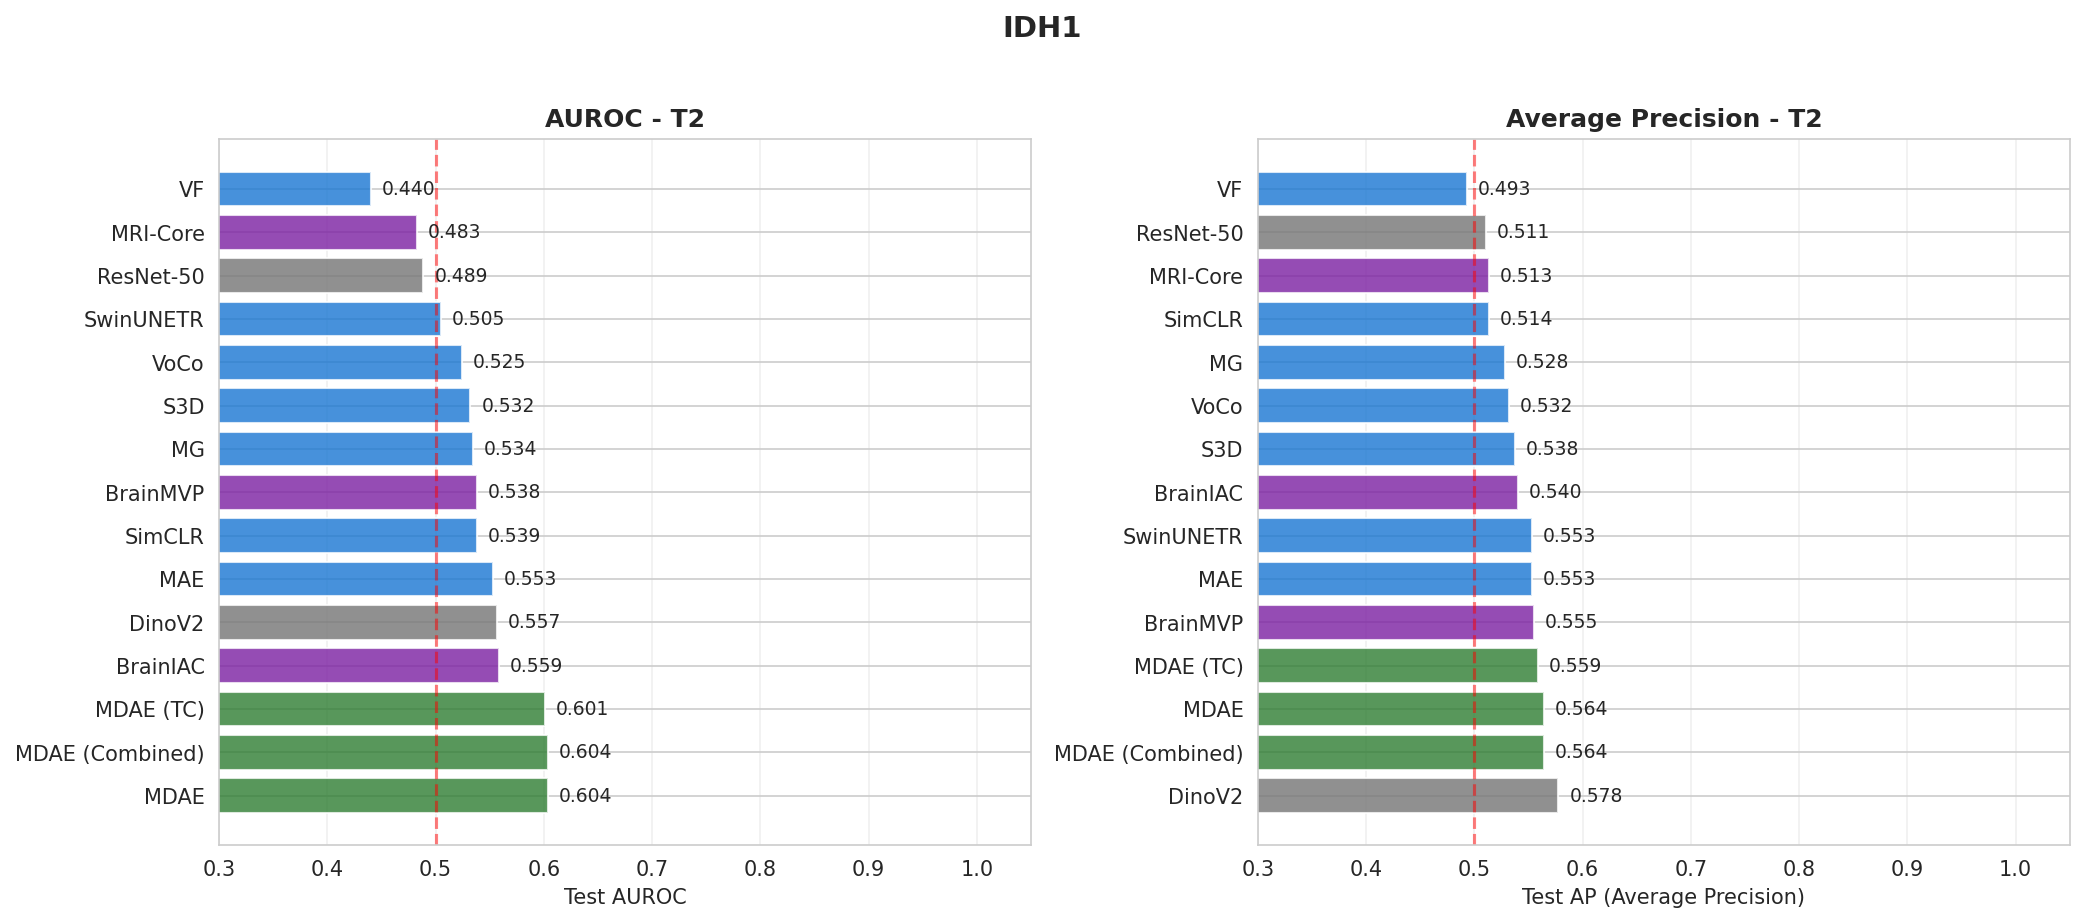 IDH1
AUROC - T2
VF 0.440
MRI-Core 0.483
ResNet-50 0.489
SwinUNETR 0.505
VoCo 0.525
S3D 0.532
MG 0.534
BrainMVP 0.538
SimCLR 0.539
MAE 0.553
DinoV2 0.557
BrainIAC 0.559
MDAE (TC) 0.601
MDAE (Combined) 0.604
MDAE 0.604
0.3 0.4 0.5 0.6 0.7 0.8 0.9 1.0
Test AUROC
Average Precision - T2
VF 0.493
ResNet-50 0.511
MRI-Core 0.513
SimCLR 0.514
MG 0.528
VoCo 0.532
S3D 0.538
BrainIAC 0.540
SwinUNETR 0.553
MAE 0.553
BrainMVP 0.555
MDAE (TC) 0.559
MDAE 0.564
MDAE (Combined) 0.564
DinoV2 0.578
0.3 0.4 0.5 0.6 0.7 0.8 0.9 1.0
Test AP (Average Precision)